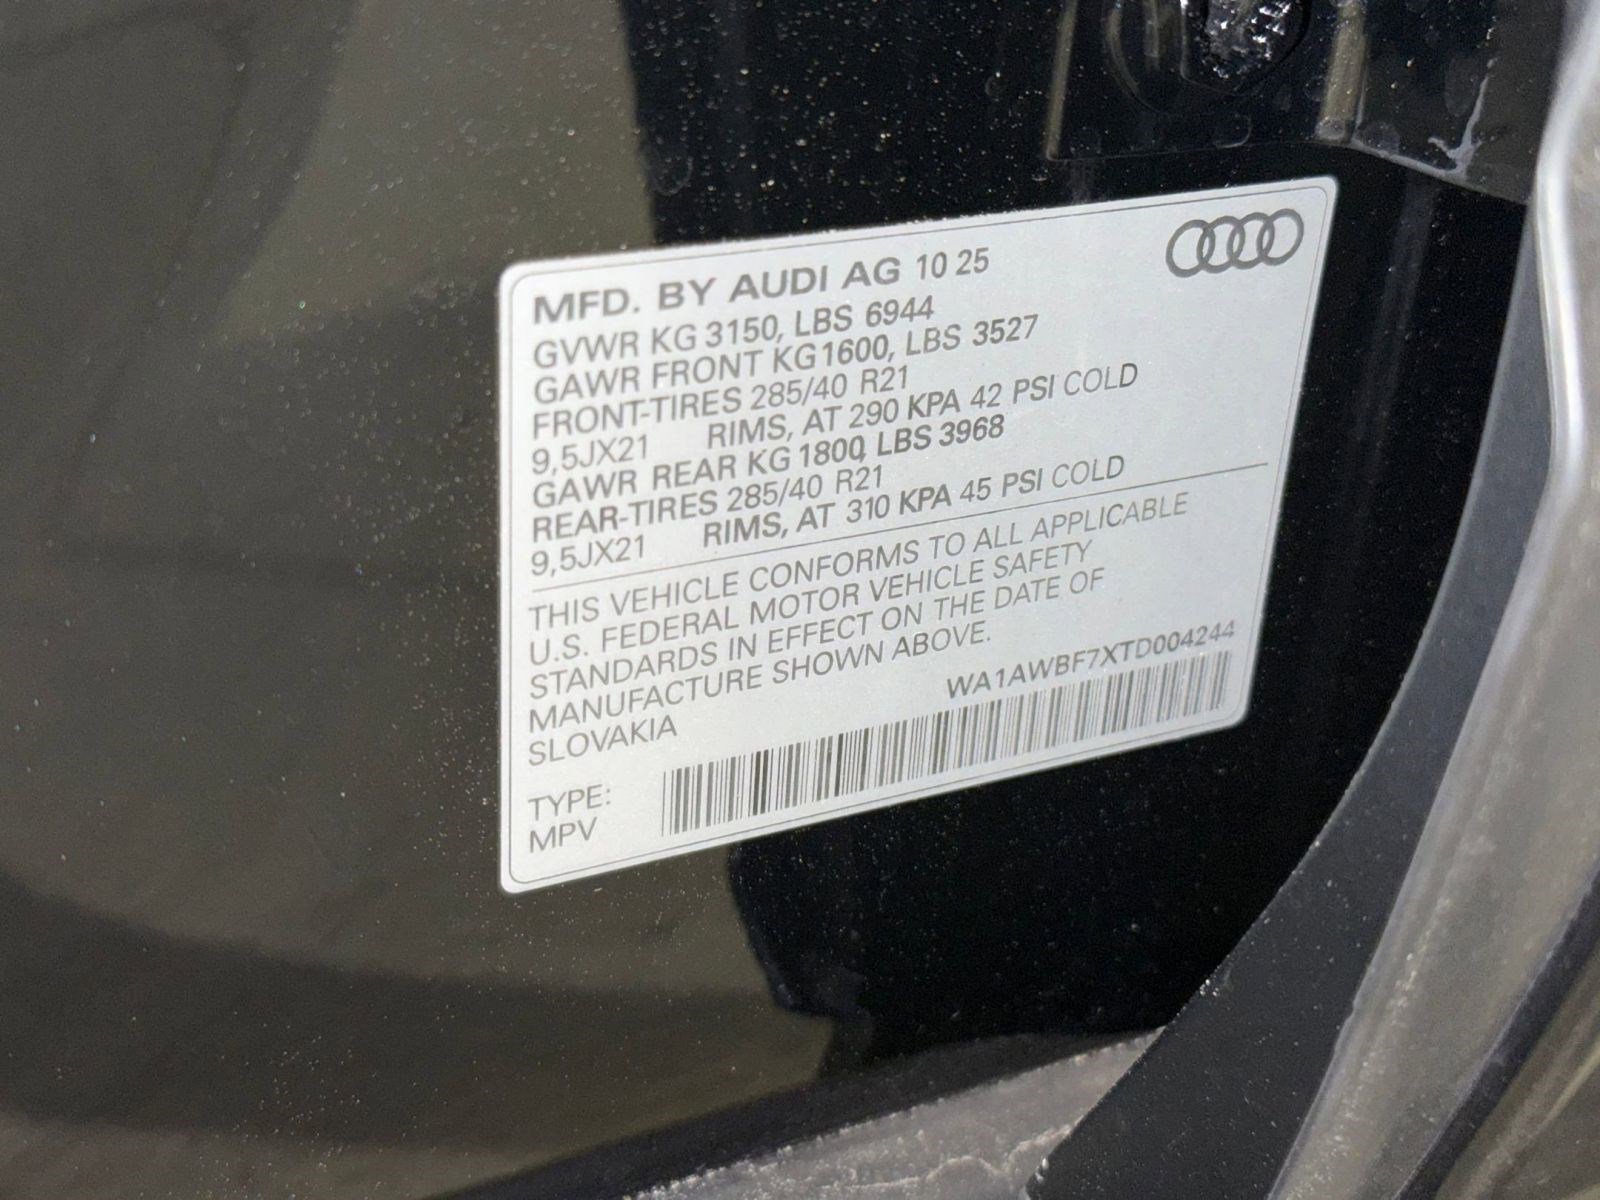 MFD. BY AUDI AG 10 25
GVWR KG 3150, LBS 6944
GAWR FRONT KG 1600, LBS 3527
FRONT-TIRES 285/40 R21
9,5JX21 RIMS, AT 290 KPA 42 PSI COLD
GAWR REAR KG 1800, LBS 3968
REAR-TIRES 285/40 R21
9,5JX21 RIMS, AT 310 KPA 45 PSI COLD
THIS VEHICLE CONFORMS TO ALL APPLICABLE
U.S. FEDERAL MOTOR VEHICLE SAFETY
STANDARDS IN EFFECT ON THE DATE OF
MANUFACTURE SHOWN ABOVE.
SLOVAKIA
WA1AWBF7XTD004244
TYPE:
MPV